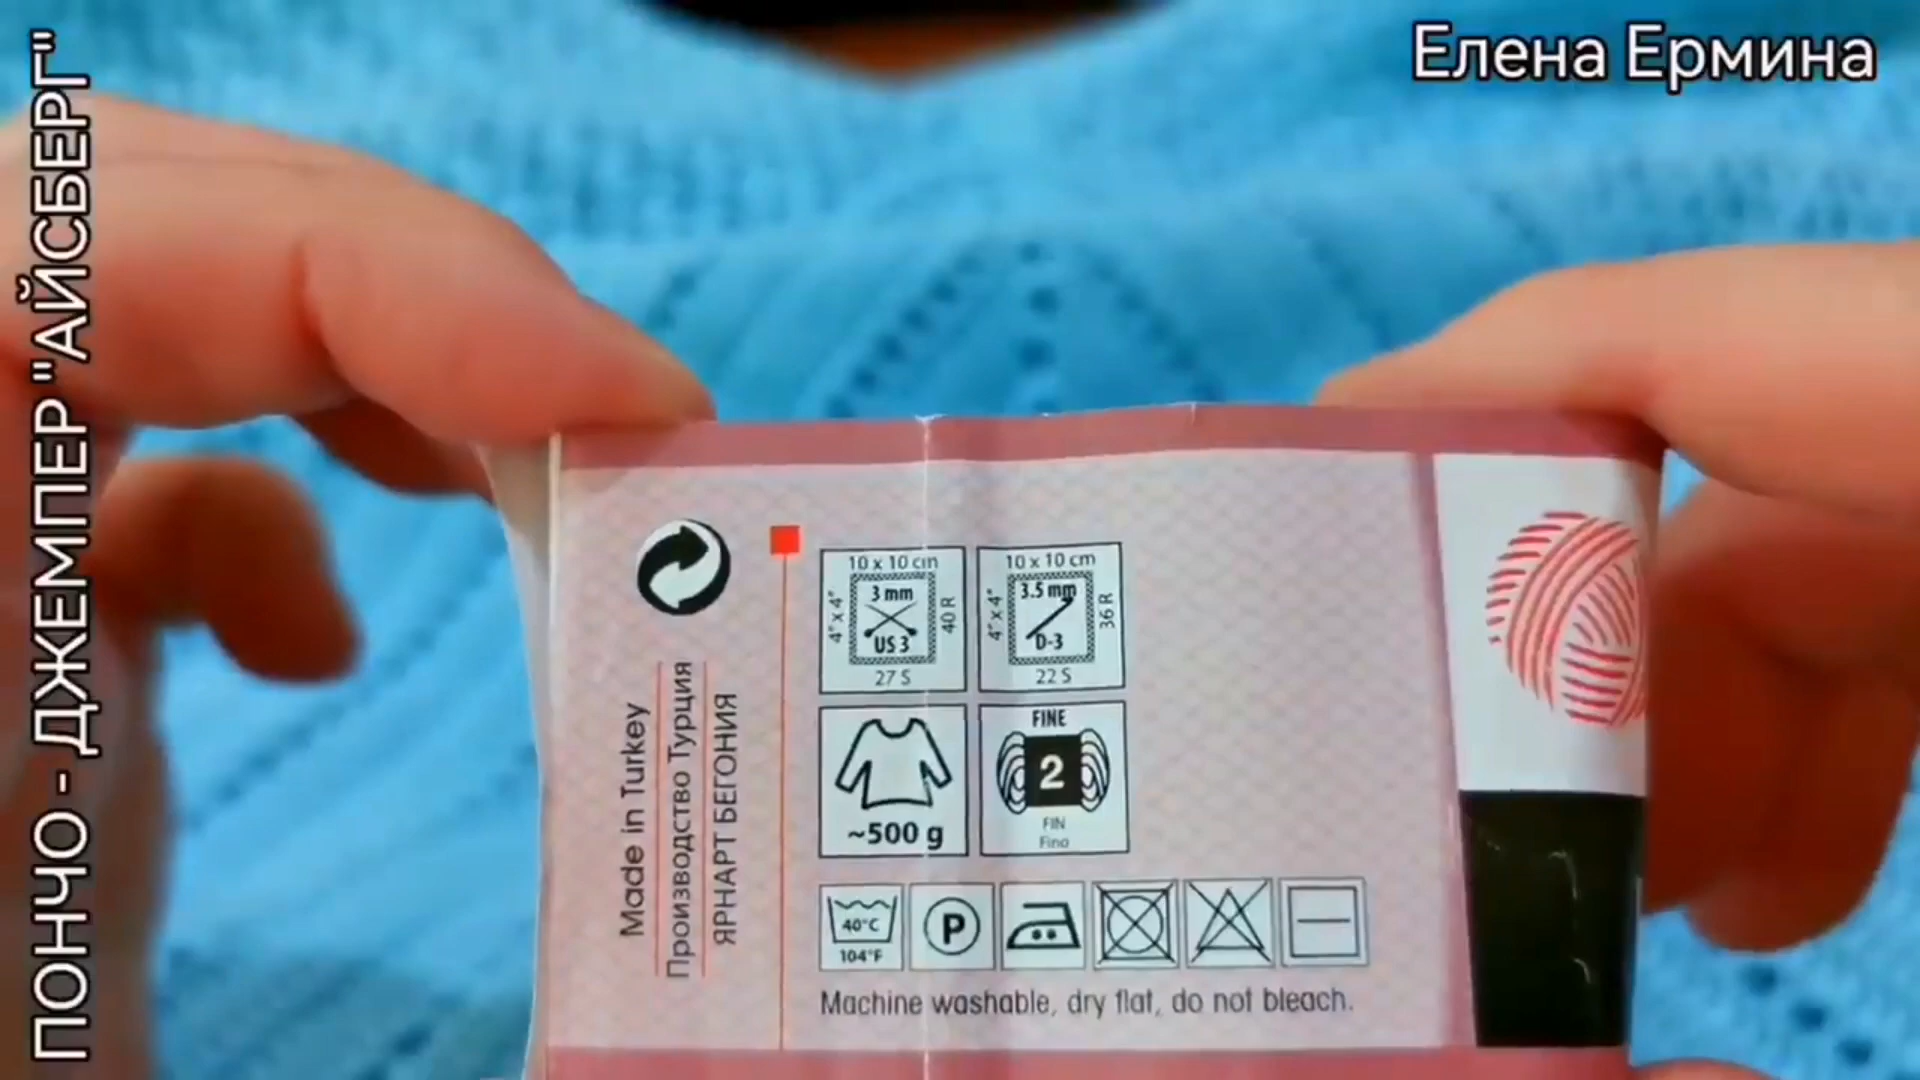 Елена Ермина
ПОНЧО - ДЖЕМПЕР "АЙСБЕРГ"
Made in Turkey
Производство Турция
ЯРНАРТ БЕГОНИЯ
10 x 10 cm
4" x 4"
3 mm
US 3
40 R
27 S
10 x 10 cm
4" x 4"
3.5 mm
D-3
36 R
22 S
~500 g
FINE
2
FIN
Fino
40°C
104°F
P
Machine washable, dry flat, do not bleach.